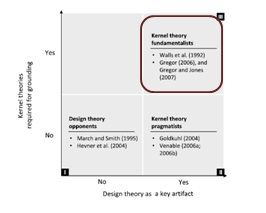 Kernel theories
required for grounding
Yes
No
Kernel theory
fundamentalists
• Walls et al. (1992)
• Gregor (2006), and
Gregor and Jones
(2007)
Design theory
opponents
• March and Smith (1995)
• Hevner et al. (2004)
I
Kernel theory
pragmatists
• Goldkuhl (2004)
• Venable (2006a;
2006b)
II
No
Yes
Design theory as a key artifact